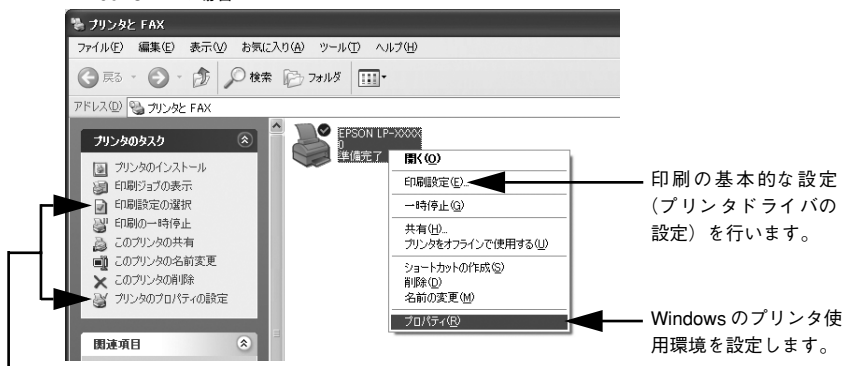 プリンタと FAX
ファイル(F) 編集(E) 表示(V) お気に入り(A) ツール(T) ヘルプ(H)
戻る 検索 フォルダ
アドレス(D) プリンタと FAX
プリンタのタスク
プリンタのインストール
印刷ジョブの表示
印刷設定の選択
印刷の一時停止
このプリンタの共有
このプリンタの名前変更
このプリンタの削除
プリンタのプロパティの設定
関連項目
EPSON LP-XXXX
0
準備完了
開く(O)
印刷設定(E)...
一時停止(G)
共有(H)...
プリンタをオフラインで使用する(U)
ショートカットの作成(S)
削除(D)
名前の変更(M)
プロパティ(R)
印刷の基本的な設定
(プリンタドライバの
設定)を行います。
Windows のプリンタ使
用環境を設定します。